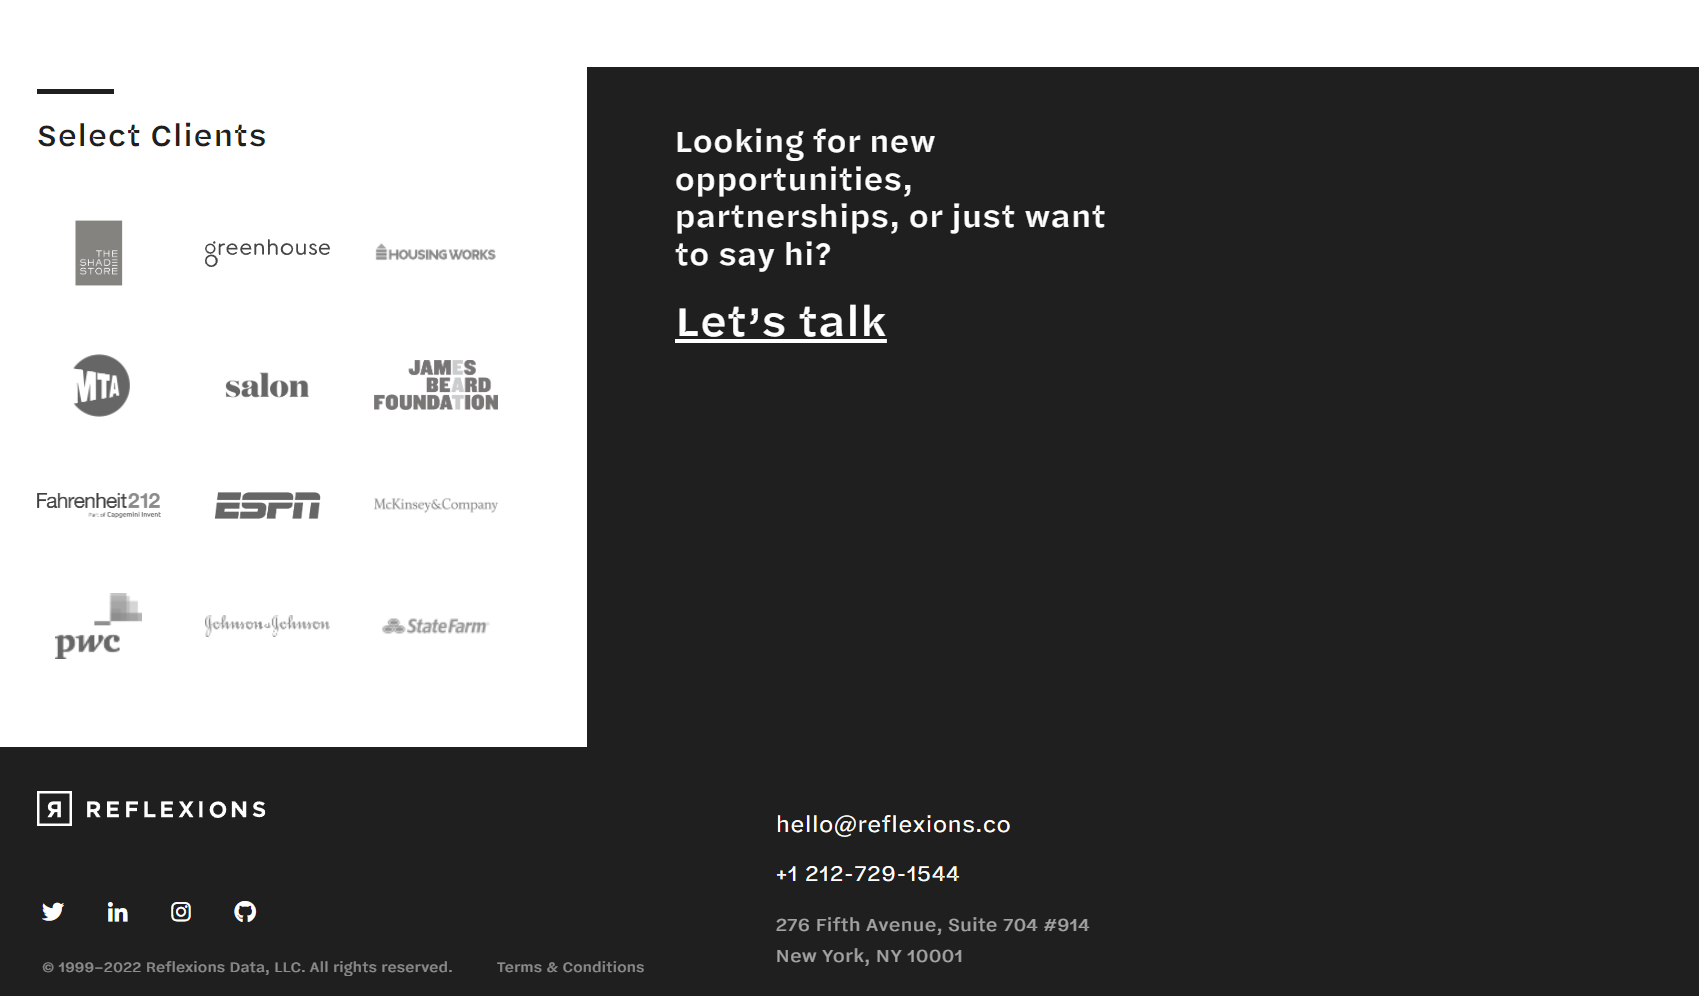 Select Clients
THE
SHADE
STORE
greenhouse
HOUSING WORKS
MTA
salon
JAMES
BEARD
FOUNDATION
Fahrenheit212
Part of Capgemini Invent
ESPN
McKinsey&Company
pwc
Johnson&Johnson
State Farm
Looking for new
opportunities,
partnerships, or just want
to say hi?
Let’s talk
R REFLEXIONS
hello@reflexions.co
+1 212-729-1544
276 Fifth Avenue, Suite 704 #914
New York, NY 10001
in
© 1999–2022 Reflexions Data, LLC. All rights reserved.
Terms & Conditions